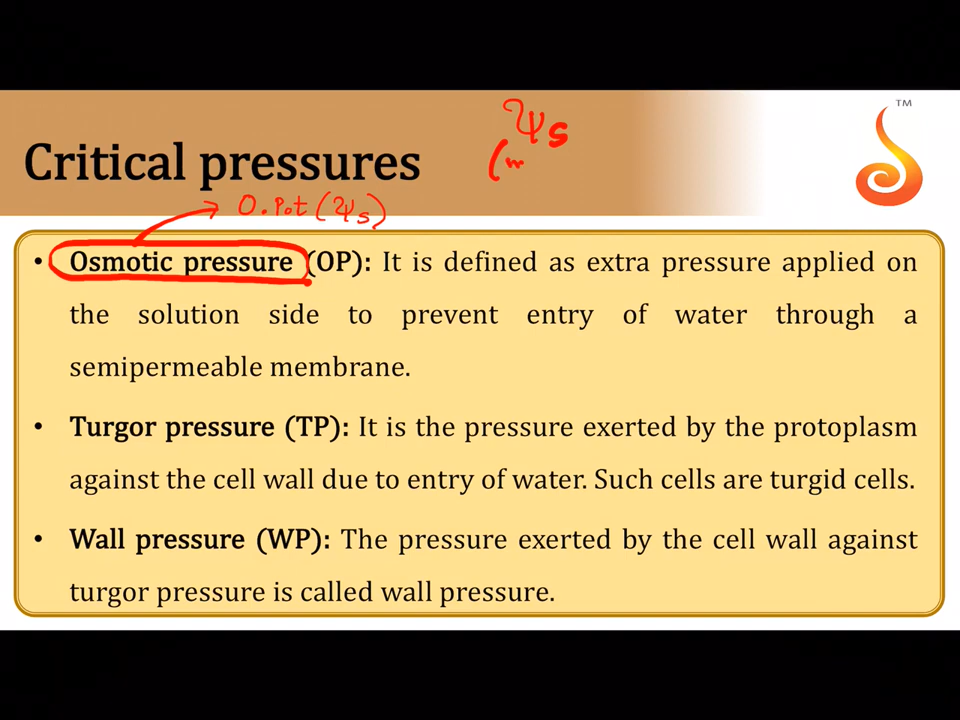 Ψs
TM
Critical pressures
(m
O.Pot (Ψs)
• Osmotic pressure (OP): It is defined as extra pressure applied on
the solution side to prevent entry of water through a
semipermeable membrane.
• Turgor pressure (TP): It is the pressure exerted by the protoplasm
against the cell wall due to entry of water. Such cells are turgid cells.
• Wall pressure (WP): The pressure exerted by the cell wall against
turgor pressure is called wall pressure.